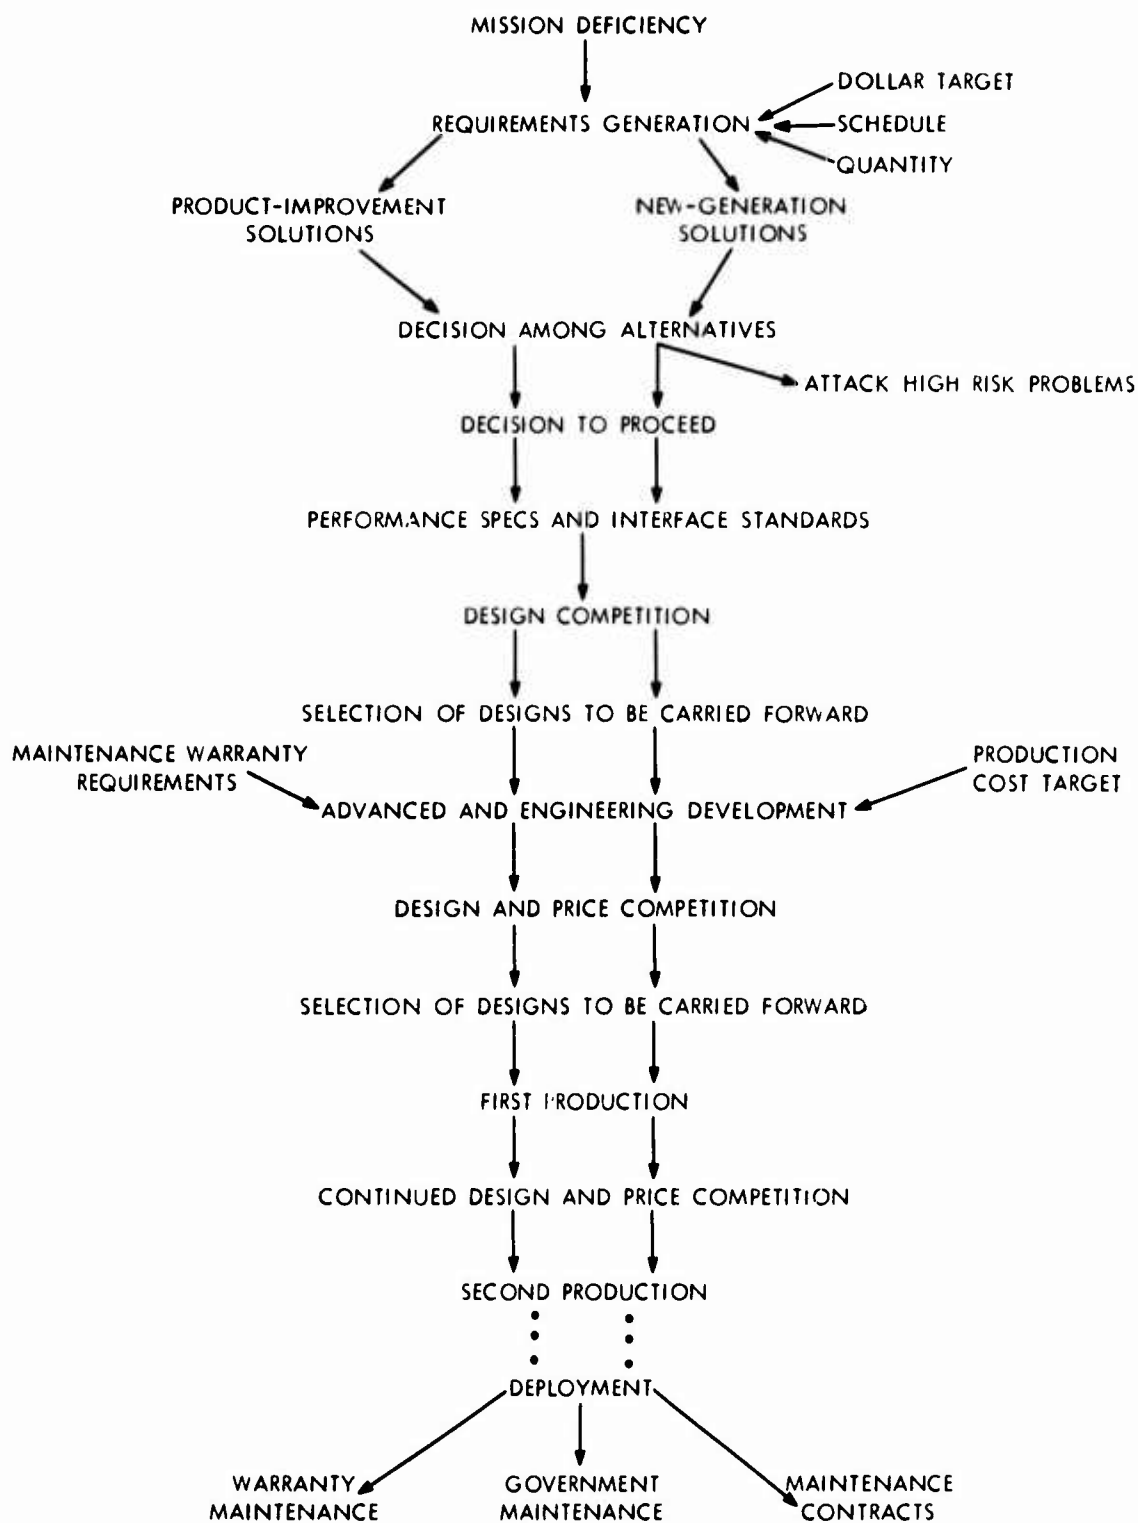 MISSION DEFICIENCY
DOLLAR TARGET
REQUIREMENTS GENERATION
SCHEDULE
QUANTITY
PRODUCT-IMPROVEMENT
SOLUTIONS
NEW-GENERATION
SOLUTIONS
DECISION AMONG ALTERNATIVES
ATTACK HIGH RISK PROBLEMS
DECISION TO PROCEED
PERFORMANCE SPECS AND INTERFACE STANDARDS
DESIGN COMPETITION
SELECTION OF DESIGNS TO BE CARRIED FORWARD
MAINTENANCE WARRANTY
REQUIREMENTS
PRODUCTION
COST TARGET
ADVANCED AND ENGINEERING DEVELOPMENT
DESIGN AND PRICE COMPETITION
SELECTION OF DESIGNS TO BE CARRIED FORWARD
FIRST PRODUCTION
CONTINUED DESIGN AND PRICE COMPETITION
SECOND PRODUCTION
DEPLOYMENT
WARRANTY
MAINTENANCE
GOVERNMENT
MAINTENANCE
MAINTENANCE
CONTRACTS